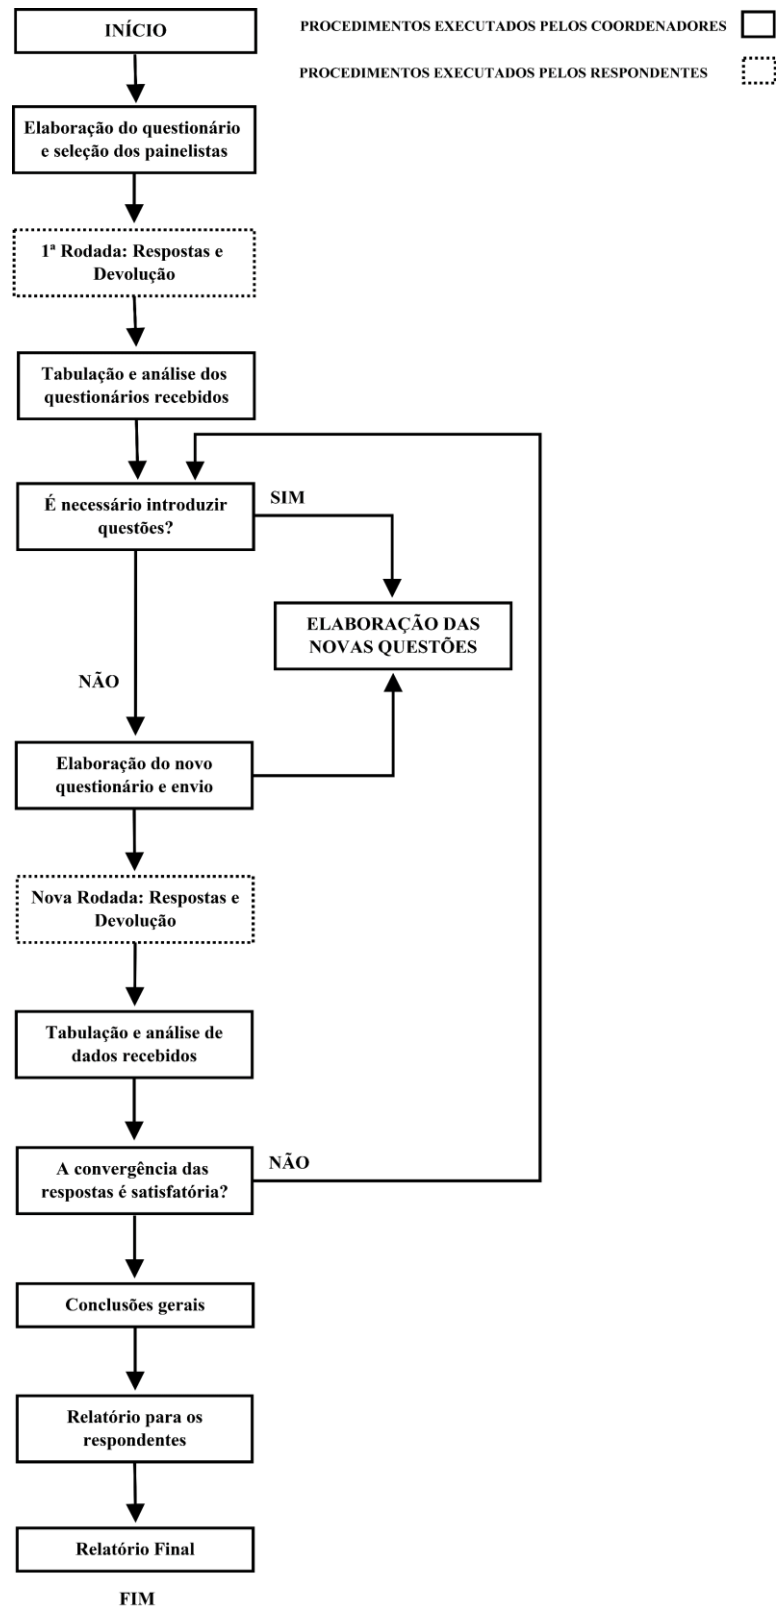 INÍCIO
PROCEDIMENTOS EXECUTADOS PELOS COORDENADORES
PROCEDIMENTOS EXECUTADOS PELOS RESPONDENTES
Elaboração do questionário
e seleção dos painelistas
1ª Rodada: Respostas e
Devolução
Tabulação e análise dos
questionários recebidos
É necessário introduzir
questões?
SIM
ELABORAÇÃO DAS
NOVAS QUESTÕES
NÃO
Elaboração do novo
questionário e envio
Nova Rodada: Respostas e
Devolução
Tabulação e análise de
dados recebidos
A convergência das
respostas é satisfatória?
NÃO
Conclusões gerais
Relatório para os
respondentes
Relatório Final
FIM